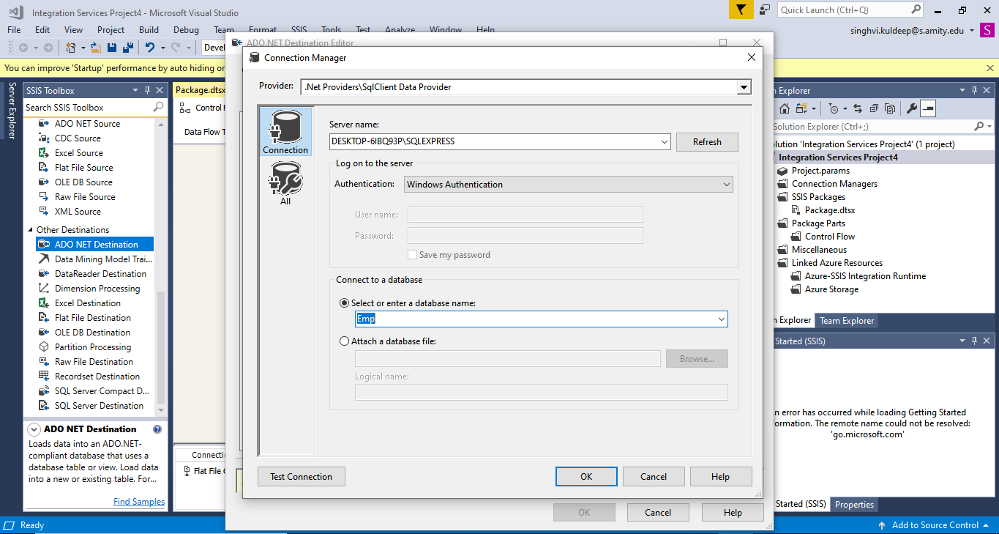 Integration Services Project4 - Microsoft Visual Studio
Quick Launch (Ctrl+Q)
File Edit View Project Build Debug Team Format SSIS Tools Test Analyze Window Help
singhvi.kuldeep@s.amity.edu
S
Devel
You can improve 'Startup' performance by auto hiding or
Server Explorer
SSIS Toolbox
Search SSIS Toolbox
ADO NET Source
CDC Source
Excel Source
Flat File Source
OLE DB Source
Raw File Source
XML Source
Other Destinations
ADO NET Destination
Data Mining Model Trai...
DataReader Destination
Dimension Processing
Excel Destination
Flat File Destination
OLE DB Destination
Partition Processing
Raw File Destination
Recordset Destination
SQL Server Compact D...
SQL Server Destination
ADO NET Destination
Loads data into an ADO.NET-
compliant database that uses a
database table or view. Load data
into a new or existing table. For...
Find Samples
Package.dtsx
Control F
Data Flow T
Connecti
Flat File C
ADO.NET Destination Editor
Connection Manager
Provider: .Net Providers\SqlClient Data Provider
Connection
All
Server name:
DESKTOP-6IBQ93P\SQLEXPRESS
Refresh
Log on to the server
Authentication: Windows Authentication
User name:
Password:
Save my password
Connect to a database
Select or enter a database name:
Emp
Attach a database file:
Browse...
Logical name:
Test Connection OK Cancel Help
OK Cancel Help
n Explorer
Solution Explorer (Ctrl+;)
olution 'Integration Services Project4' (1 project)
Integration Services Project4
Project.params
Connection Managers
SSIS Packages
Package.dtsx
Package Parts
Control Flow
Miscellaneous
Linked Azure Resources
Azure-SSIS Integration Runtime
Azure Storage
n Explorer Team Explorer
Started (SSIS)
n error has occurred while loading Getting Started
formation. The remote name could not be resolved:
'go.microsoft.com'
Started (SSIS) Properties
Ready
Add to Source Control